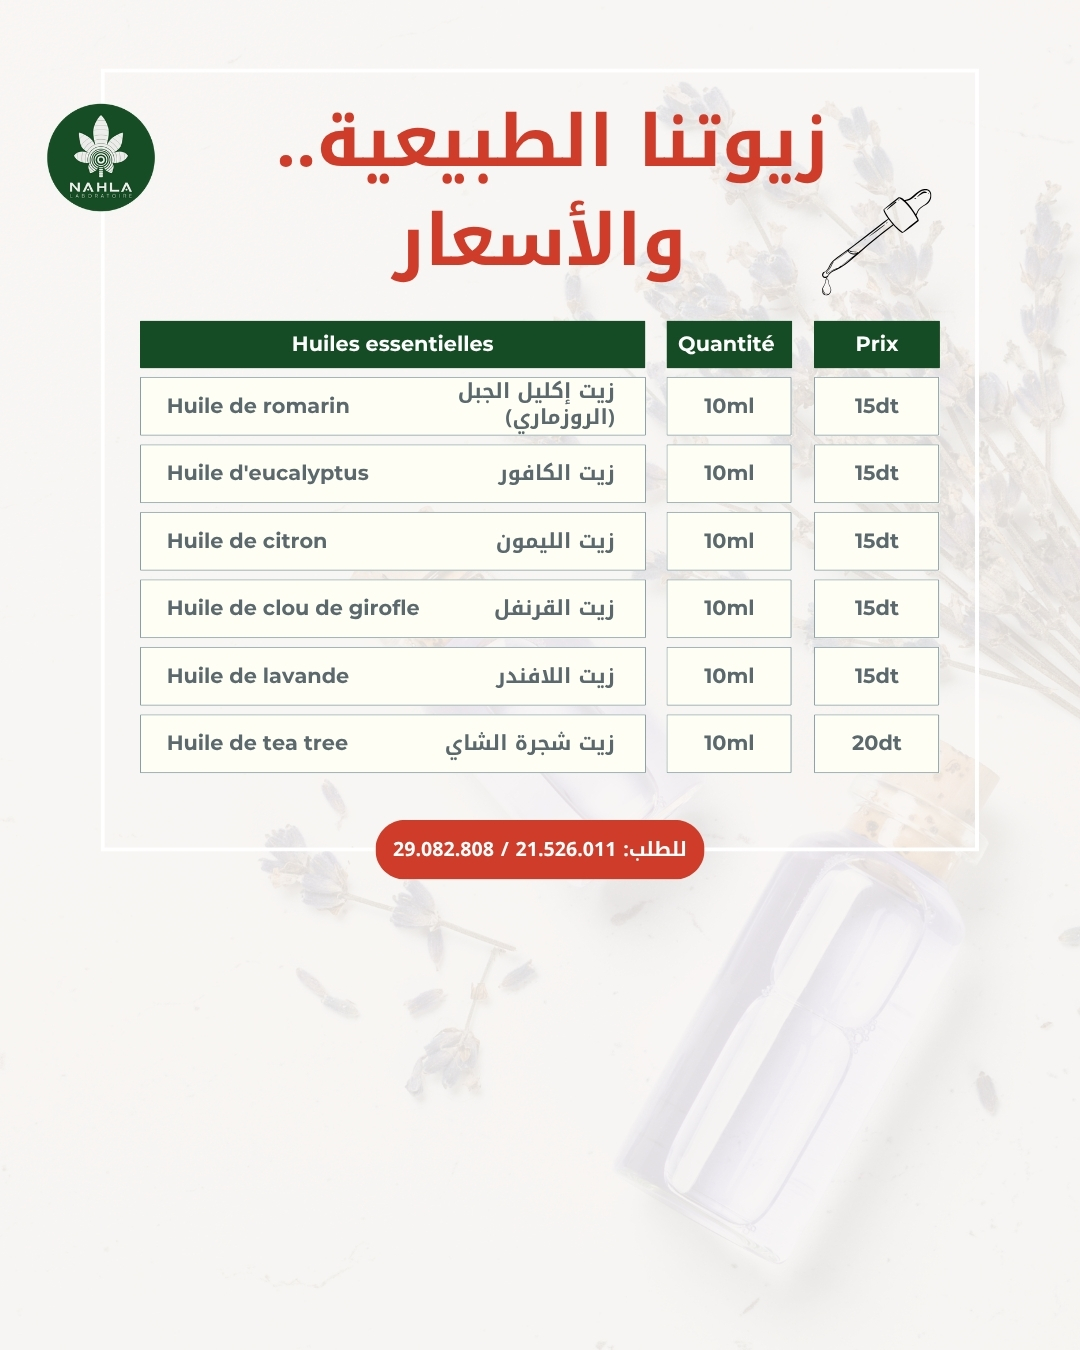 زيوتنا الطبيعية..
والأسعار
NAHLA
LABORATOIRE
Huiles essentielles Quantité Prix
Huile de romarin زيت إكليل الجبل
(الروزماري) 10ml 15dt
Huile d'eucalyptus زيت الكافور 10ml 15dt
Huile de citron زيت الليمون 10ml 15dt
Huile de clou de girofle زيت القرنفل 10ml 15dt
Huile de lavande زيت اللافندر 10ml 15dt
Huile de tea tree زيت شجرة الشاي 10ml 20dt
للطلب: 21.526.011 / 29.082.808